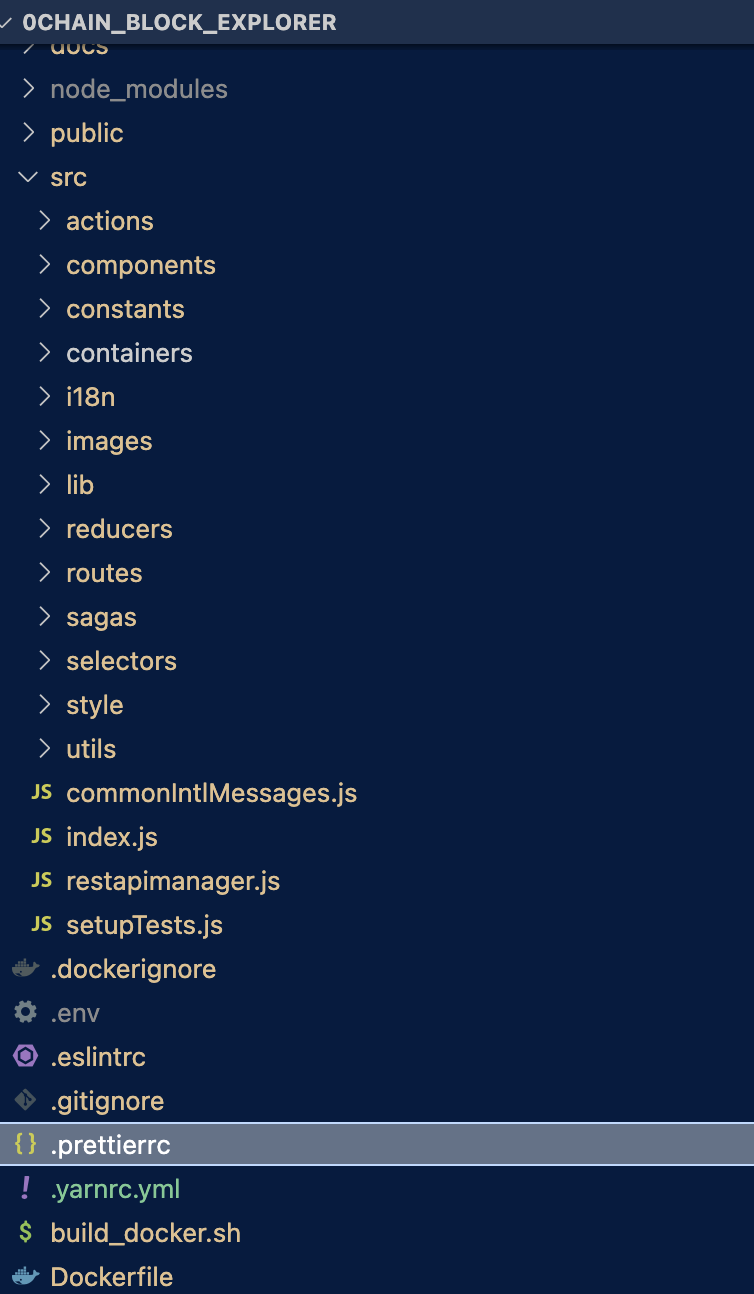 0CHAIN_BLOCK_EXPLORER
docs
node_modules
public
src
actions
components
constants
containers
i18n
images
lib
reducers
routes
sagas
selectors
style
utils
JS commonIntlMessages.js
JS index.js
JS restapimanager.js
JS setupTests.js
.dockerignore
.env
.eslintrc
.gitignore
{} .prettierrc
! .yarnrc.yml
$ build_docker.sh
Dockerfile